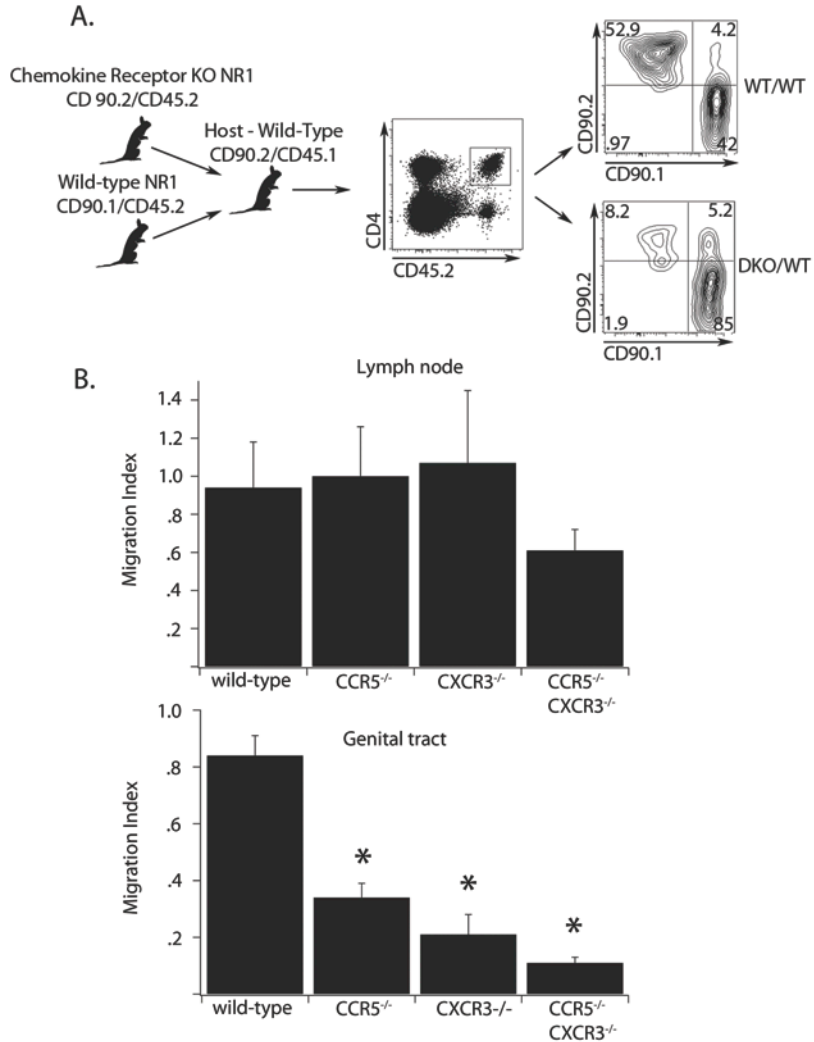 A.
Chemokine Receptor KO NR1
CD 90.2/CD45.2
Host - Wild-Type
CD90.2/CD45.1
Wild-type NR1
CD90.1/CD45.2
CD4
CD45.2
52.9
4.2
CD90.2
WT/WT
.97
42
CD90.1
8.2
5.2
CD90.2
DKO/WT
1.9
85
CD90.1
B.
Lymph node
Migration Index
1.4
1.2
1.0
.8
.6
.4
.2
wild-type
CCR5-/-
CXCR3-/-
CCR5-/-
CXCR3-/-
Genital tract
Migration Index
1.0
.8
.6
.4
.2
*
*
*
wild-type
CCR5-/-
CXCR3-/-
CCR5-/-
CXCR3-/-